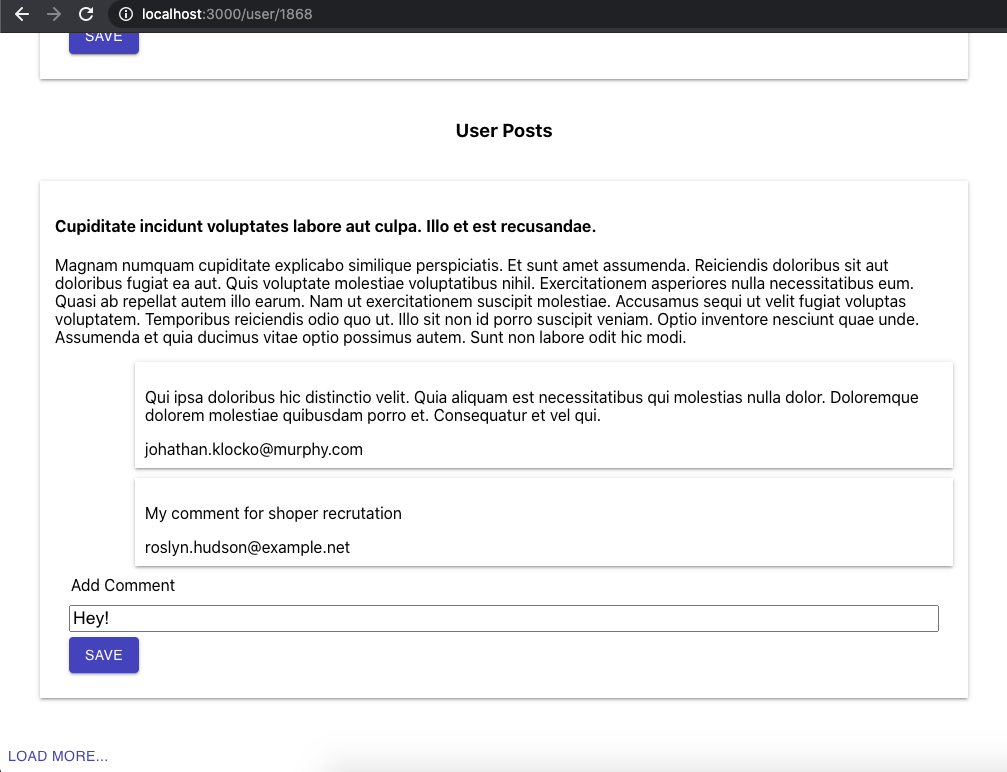 localhost:3000/user/1868
SAVE
User Posts
Cupiditate incidunt voluptates labore aut culpa. Illo et est recusandae.
Magnam numquam cupiditate explicabo similique perspiciatis. Et sunt amet assumenda. Reiciendis doloribus sit aut
doloribus fugiat ea aut. Quis voluptate molestiae voluptatibus nihil. Exercitationem asperiores nulla necessitatibus eum.
Quasi ab repellat autem illo earum. Nam ut exercitationem suscipit molestiae. Accusamus sequi ut velit fugiat voluptas
voluptatem. Temporibus reiciendis odio quo ut. Illo sit non id porro suscipit veniam. Optio inventore nesciunt quae unde.
Assumenda et quia ducimus vitae optio possimus autem. Sunt non labore odit hic modi.
Qui ipsa doloribus hic distinctio velit. Quia aliquam est necessitatibus qui molestias nulla dolor. Doloremque
dolorem molestiae quibusdam porro et. Consequatur et vel qui.
johathan.klocko@murphy.com
My comment for shoper recrutation
roslyn.hudson@example.net
Add Comment
Hey!
SAVE
LOAD MORE...